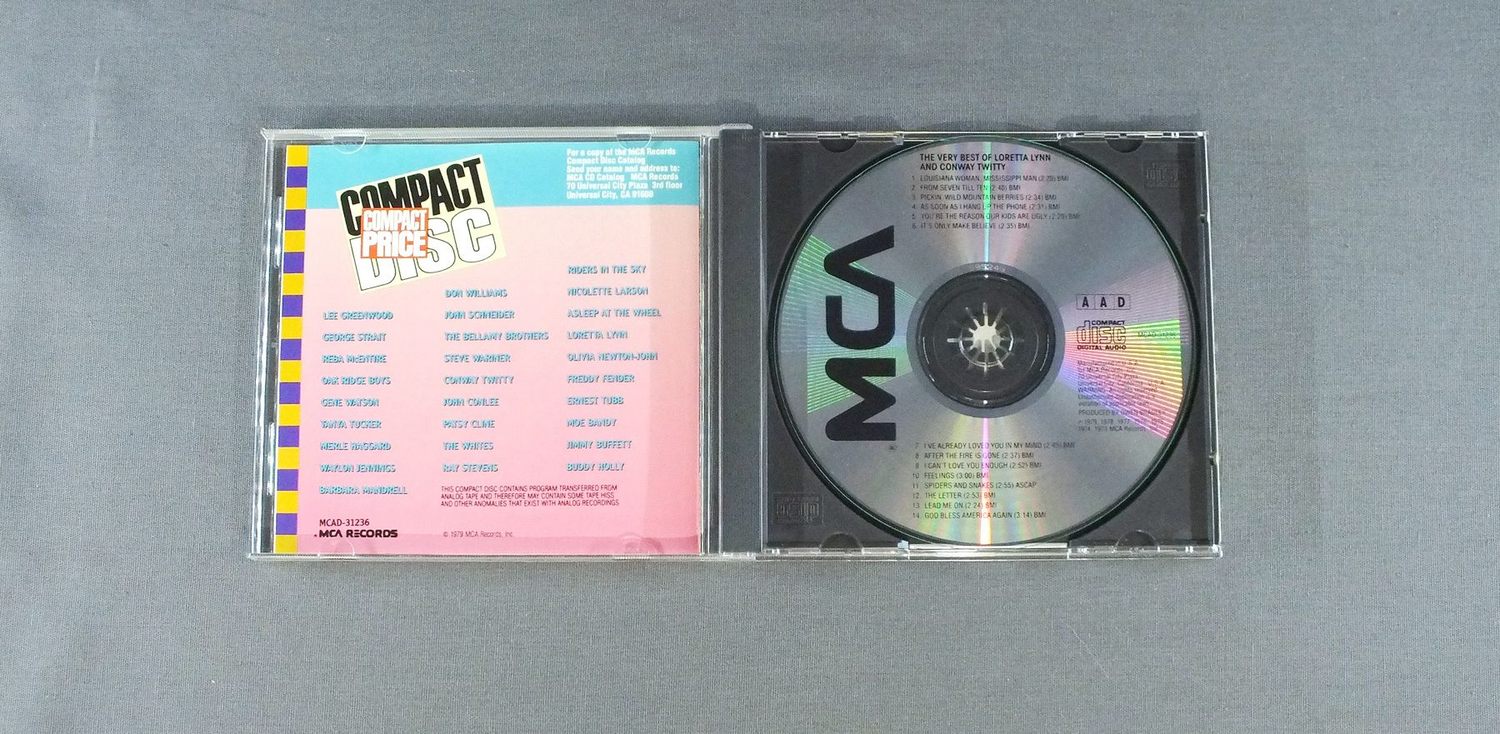 For a copy of the MCA Records
Compact Disc Catalog
Send your name and address to:
MCA CD Catalog MCA Records
70 Universal City Plaza 3rd floor
Universal City, CA 91608
COMPACT
COMPACT
PRICE
DISC
LEE GREENWOOD
GEORGE STRAIT
REBA McENTIRE
OAK RIDGE BOYS
GENE WATSON
TANYA TUCKER
MERLE HAGGARD
WAYLON JENNINGS
BARBARA MANDRELL
DON WILLIAMS
JOHN SCHNEIDER
THE BELLAMY BROTHERS
STEVE WARINER
CONWAY TWITTY
JOHN CONLEE
PATSY CLINE
THE WHITES
RAY STEVENS
RIDERS IN THE SKY
NICOLETTE LARSON
ASLEEP AT THE WHEEL
LORETTA LYNN
OLIVIA NEWTON-JOHN
FREDDY FENDER
ERNEST TUBB
MOE BANDY
JIMMY BUFFETT
BUDDY HOLLY
THIS COMPACT DISC CONTAINS PROGRAM TRANSFERRED FROM
ANALOG TAPE AND THEREFORE MAY CONTAIN SOME TAPE HISS
AND OTHER ANOMALIES THAT EXIST WITH ANALOG RECORDINGS
MCAD-31236
MCA RECORDS
© 1979 MCA Records, Inc.
THE VERY BEST OF LORETTA LYNN
AND CONWAY TWITTY
1. LOUISIANA WOMAN, MISSISSIPPI MAN (2:29) BMI
2. FROM SEVEN TILL TEN (2:40) BMI
3. PICKIN' WILD MOUNTAIN BERRIES (2:34) BMI
4. AS SOON AS I HANG UP THE PHONE (2:31) BMI
5. YOU'RE THE REASON OUR KIDS ARE UGLY (2:29) BMI
6. IT'S ONLY MAKE BELIEVE (2:35) BMI
MCA
A A D
COMPACT
disc
DIGITAL AUDIO
PRODUCED BY OWEN BRADLEY
7. I'VE ALREADY LOVED YOU IN MY MIND (2:45) BMI
8. AFTER THE FIRE IS GONE (2:37) BMI
9. I CAN'T LOVE YOU ENOUGH (2:52) BMI
10. FEELINGS (3:00) BMI
11. SPIDERS AND SNAKES (2:55) ASCAP
12. THE LETTER (2:53) BMI
13. LEAD ME ON (2:24) BMI
14. GOD BLESS AMERICA AGAIN (3:14) BMI